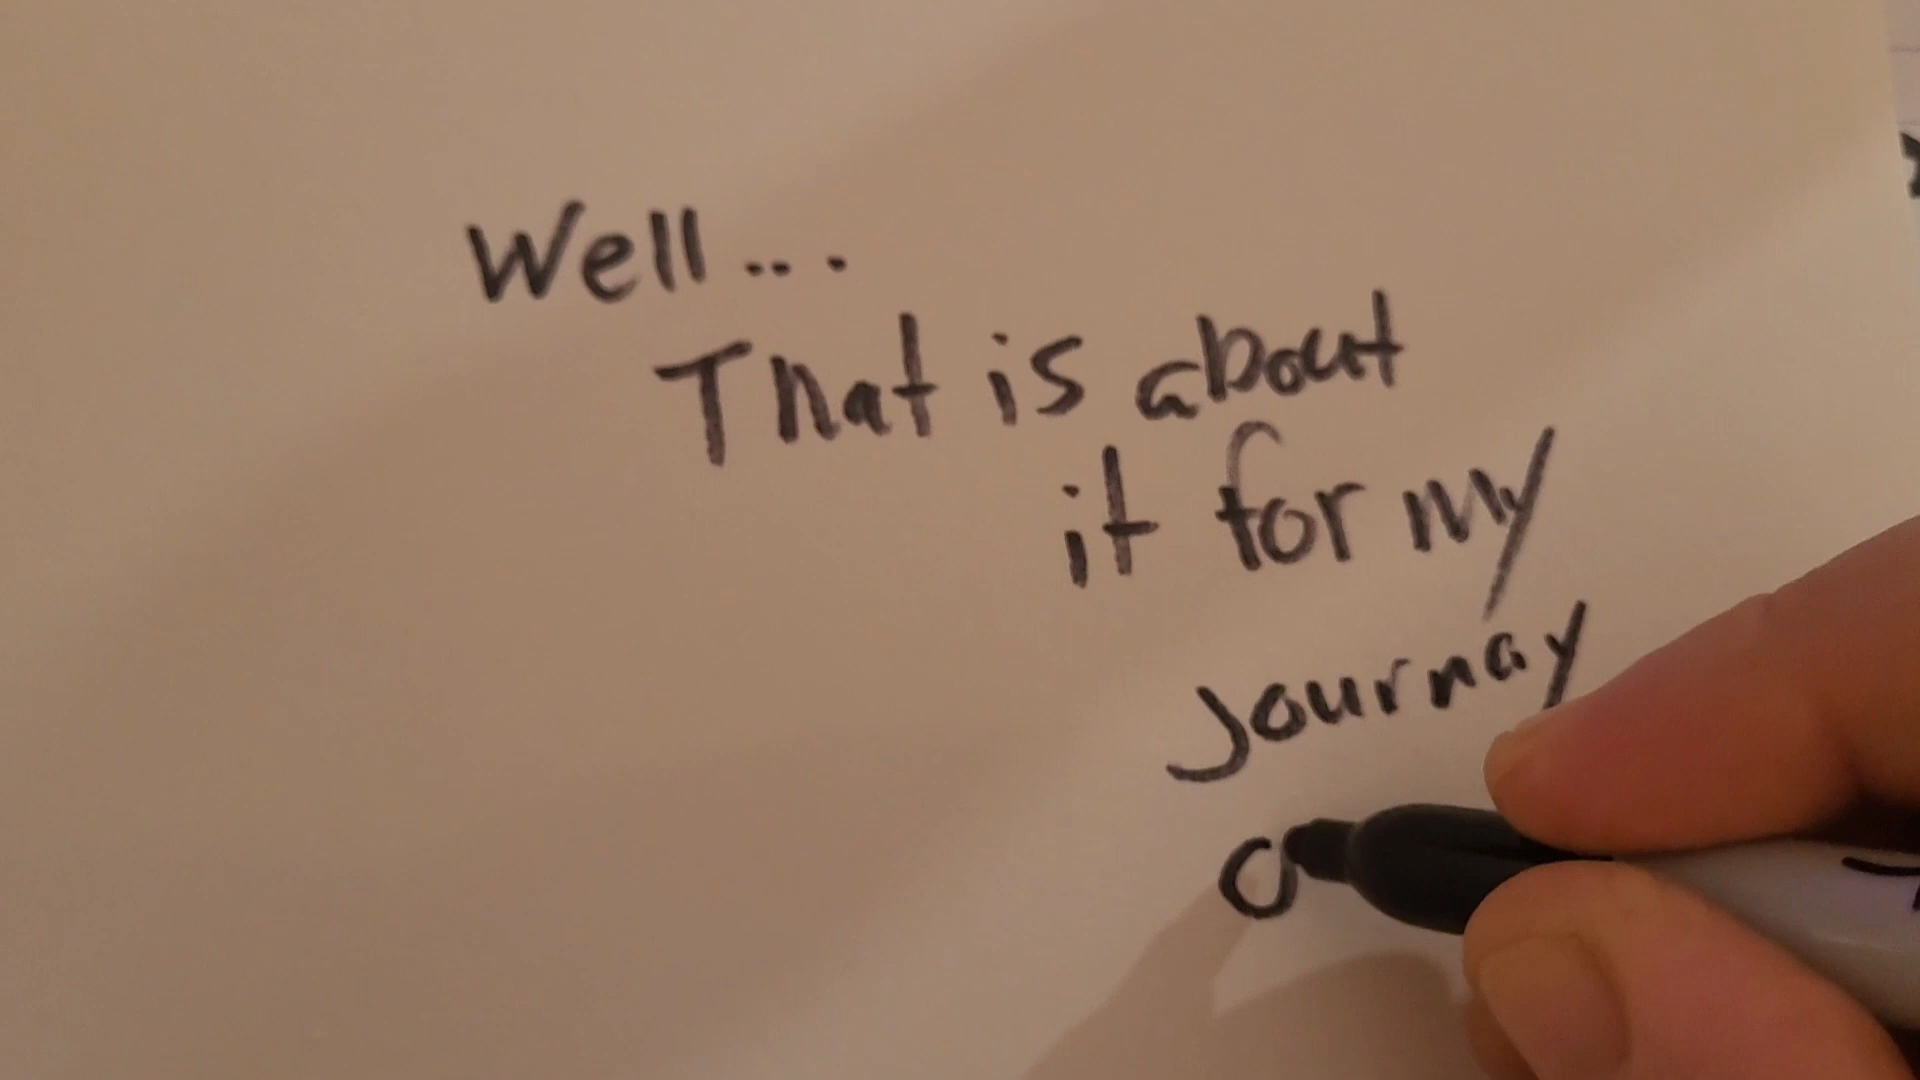 Well...
That is about
it for my
Journay
o